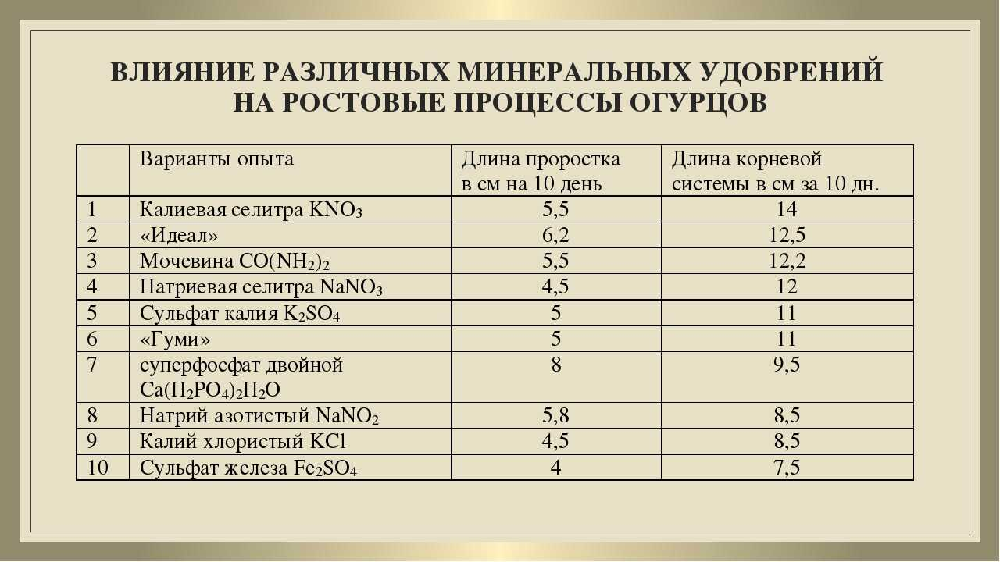 ВЛИЯНИЕ РАЗЛИЧНЫХ МИНЕРАЛЬНЫХ УДОБРЕНИЙ
НА РОСТОВЫЕ ПРОЦЕССЫ ОГУРЦОВ
Варианты опыта Длина проростка в см на 10 день Длина корневой системы в см за 10 дн.
1 Калиевая селитра KNO₃ 5,5 14
2 «Идеал» 6,2 12,5
3 Мочевина CO(NH₂)₂ 5,5 12,2
4 Натриевая селитра NaNO₃ 4,5 12
5 Сульфат калия K₂SO₄ 5 11
6 «Гуми» 5 11
7 суперфосфат двойной 8 9,5
Ca(H₂PO₄)₂H₂O
8 Натрий азотистый NaNO₂ 5,8 8,5
9 Калий хлористый KCl 4,5 8,5
10 Сульфат железа Fe₂SO₄ 4 7,5